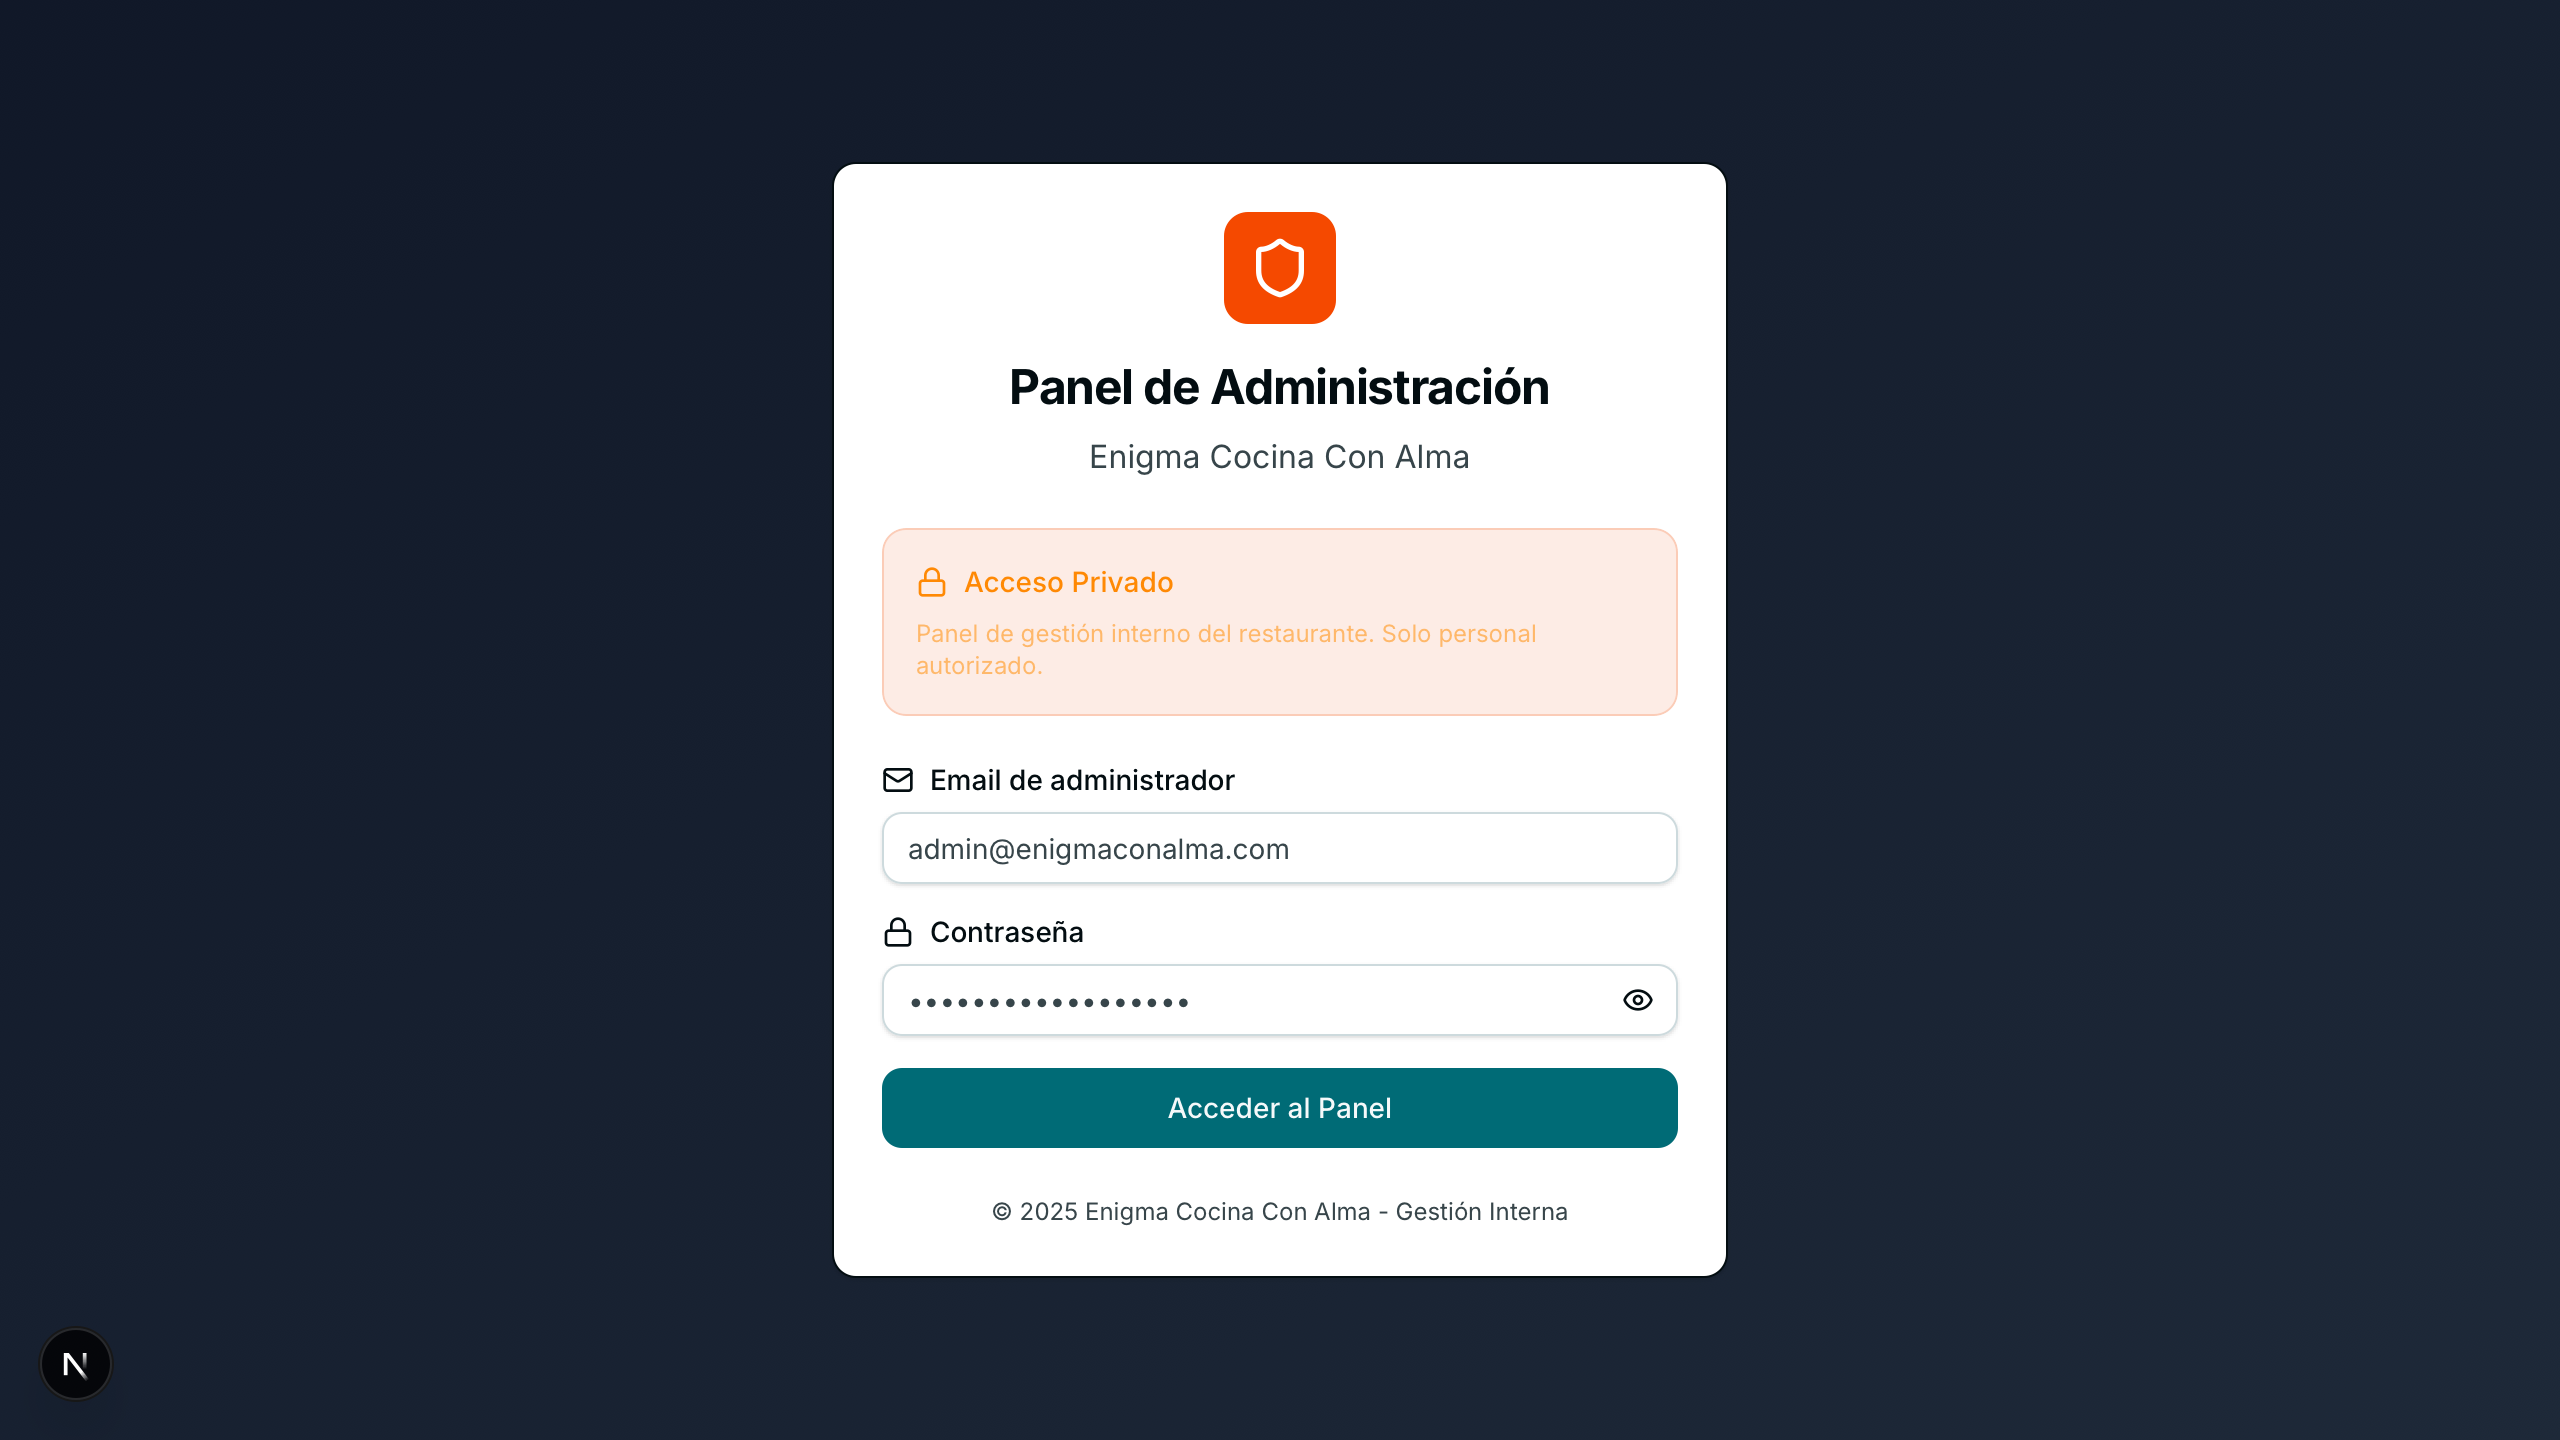 Panel de Administración
Enigma Cocina Con Alma
Acceso Privado
Panel de gestión interno del restaurante. Solo personal
autorizado.
Email de administrador
admin@enigmaconalma.com
Contraseña
••••••••••••••••••
Acceder al Panel
© 2025 Enigma Cocina Con Alma - Gestión Interna
N